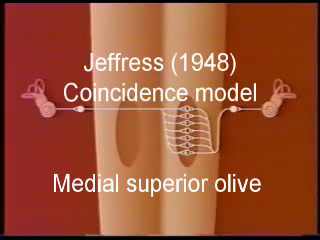 Jeffress (1948)
Coincidence model
Medial superior olive